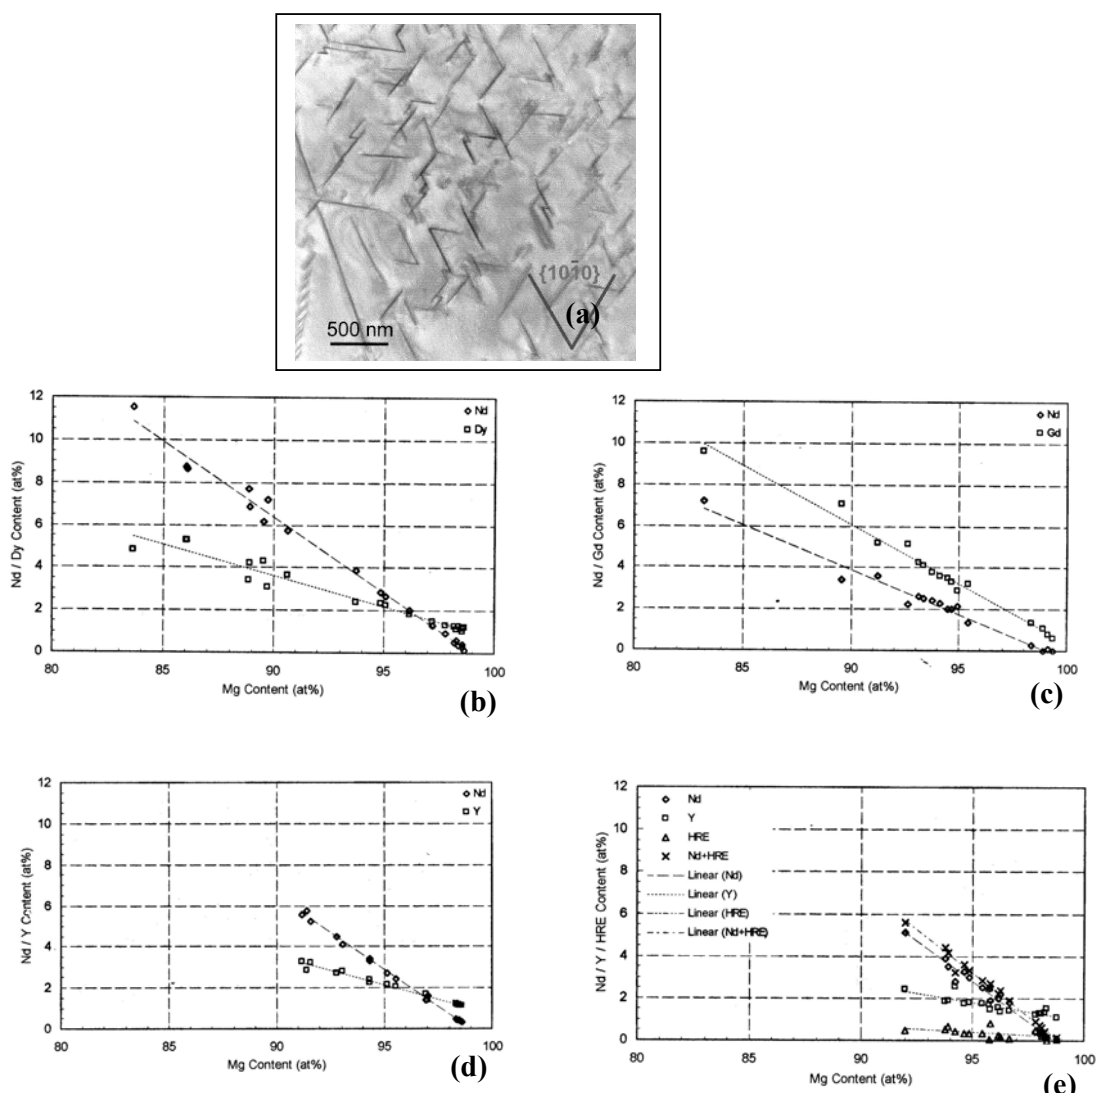 {101̅0}
(a)
500 nm
12
10
8
6
4
2
0
80
85
90
95
100
Nd
Dy
Nd / Dy Content (at%)
Mg Content (at%)
(b)
12
10
8
6
4
2
0
80
85
90
95
100
Nd
Gd
Nd / Gd Content (at%)
Mg Content (at%)
(c)
12
10
8
6
4
2
0
80
85
90
95
100
Nd
Y
Nd / Y Content (at%)
Mg Content (at%)
(d)
12
10
8
6
4
2
0
80
85
90
95
100
Nd
Y
HRE
Nd+HRE
Linear (Nd)
Linear (Y)
Linear (HRE)
Linear (Nd+HRE)
Nd / Y / HRE Content (at%)
Mg Content (at%)
(e)